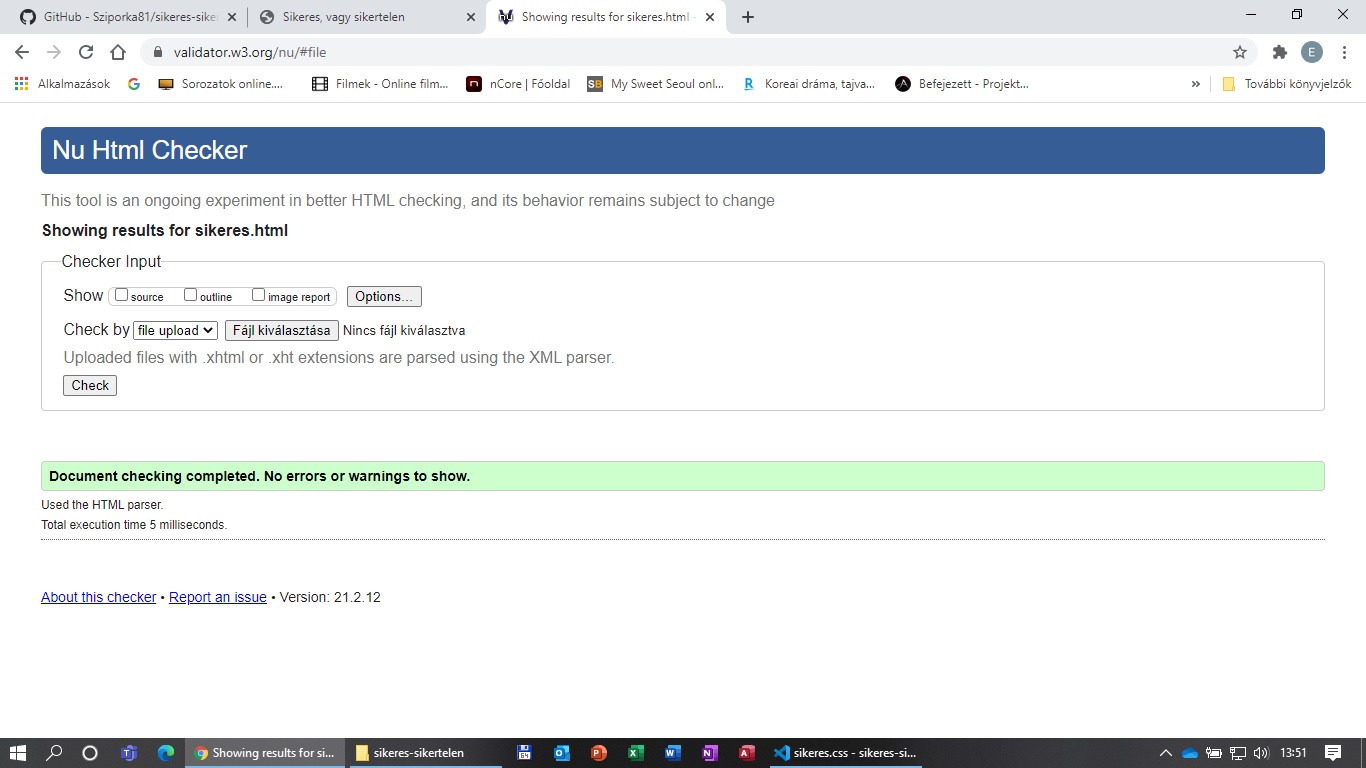 GitHub - Sziporka81/sikeres-sike
Sikeres, vagy sikertelen
Showing results for sikeres.html -
validator.w3.org/nu/#file
E
Alkalmazások
Sorozatok online....
Filmek - Online film...
nCore | Főoldal
My Sweet Seoul onl...
Koreai dráma, tajva...
Befejezett - Projekt...
»
További könyvjelzők
Nu Html Checker
This tool is an ongoing experiment in better HTML checking, and its behavior remains subject to change
Showing results for sikeres.html
Checker Input
Show source outline image report Options...
Check by file upload Fájl kiválasztása Nincs fájl kiválasztva
Uploaded files with .xhtml or .xht extensions are parsed using the XML parser.
Check
Document checking completed. No errors or warnings to show.
Used the HTML parser.
Total execution time 5 milliseconds.
About this checker • Report an issue • Version: 21.2.12
Showing results for si...
sikeres-sikertelen
64
sikeres.css - sikeres-si...
13:51